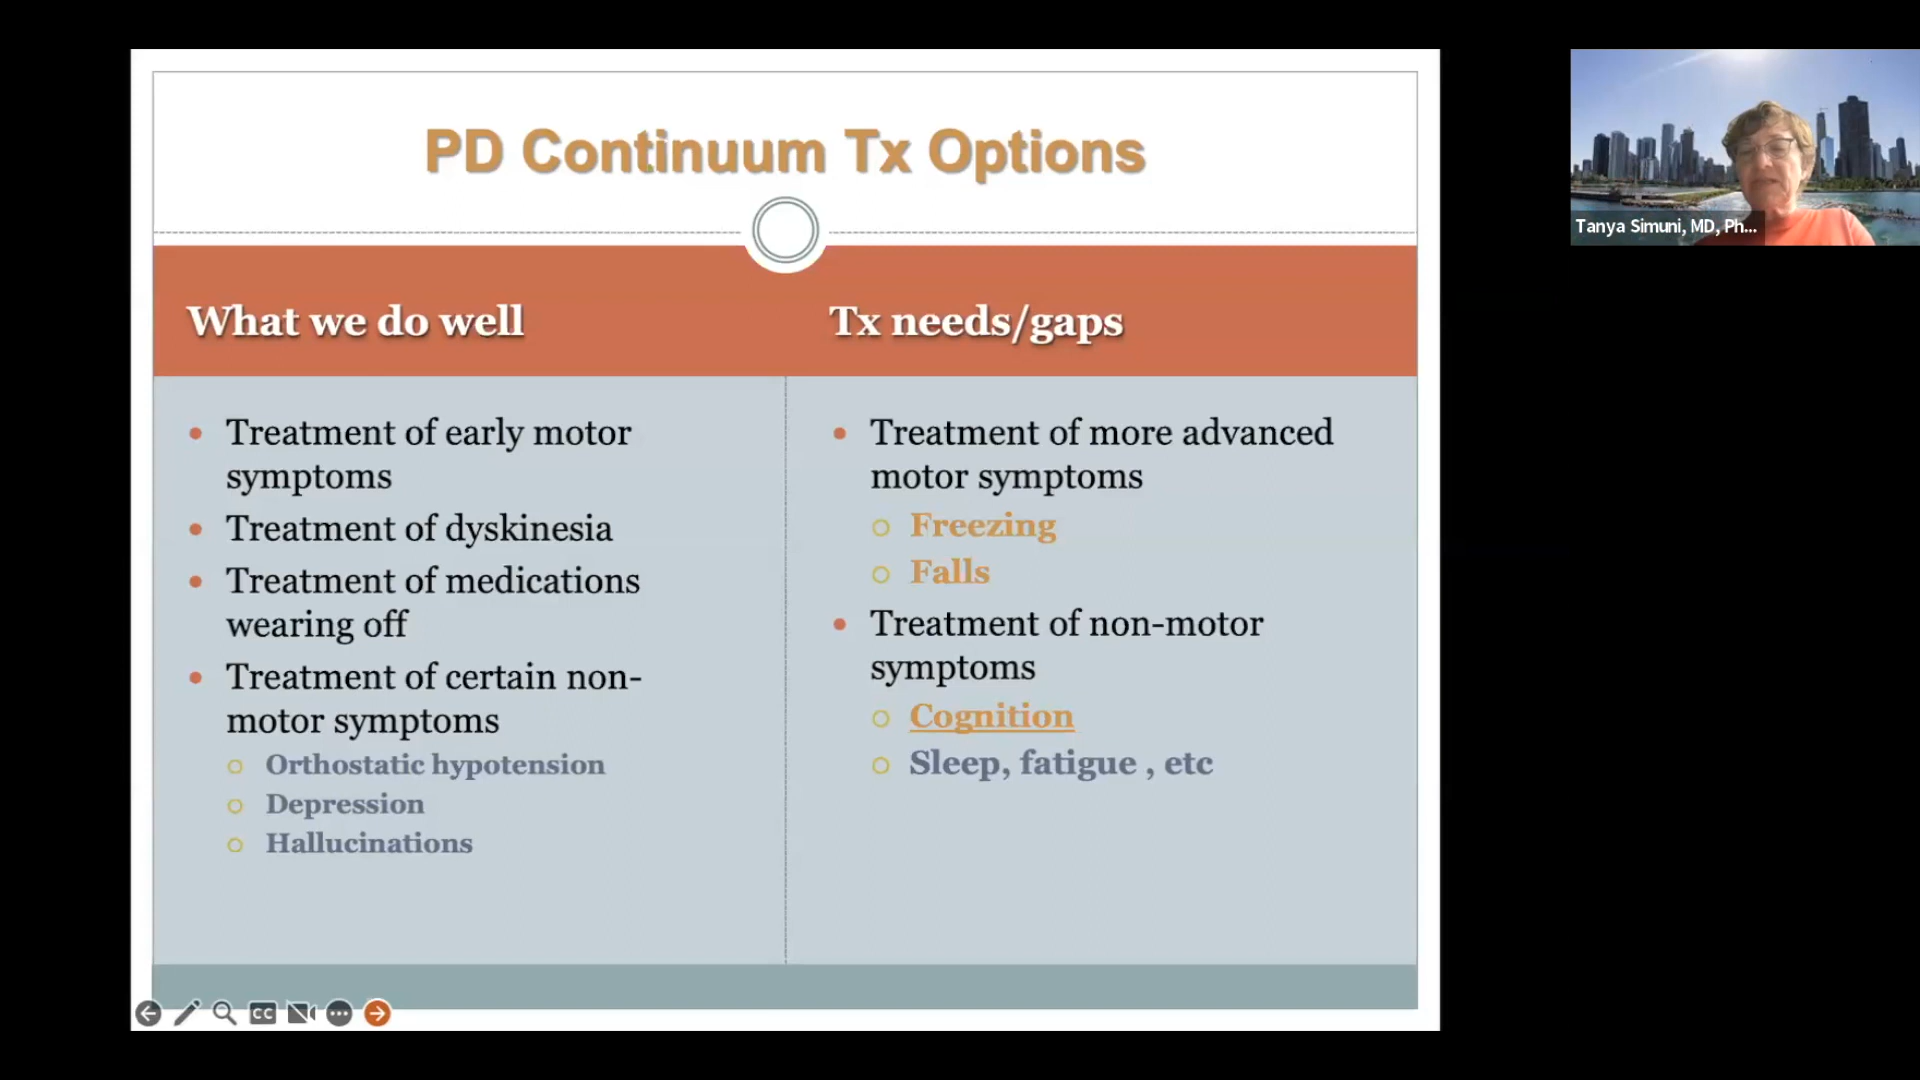 PD Continuum Tx Options
What we do well
Treatment of early motor
symptoms
Treatment of dyskinesia
Treatment of medications
wearing off
Treatment of certain non-
motor symptoms
Orthostatic hypotension
Depression
Hallucinations
Tx needs/gaps
Treatment of more advanced
motor symptoms
Freezing
Falls
Treatment of non-motor
symptoms
Cognition
Sleep, fatigue , etc
CC
Tanya Simuni, MD, Ph...